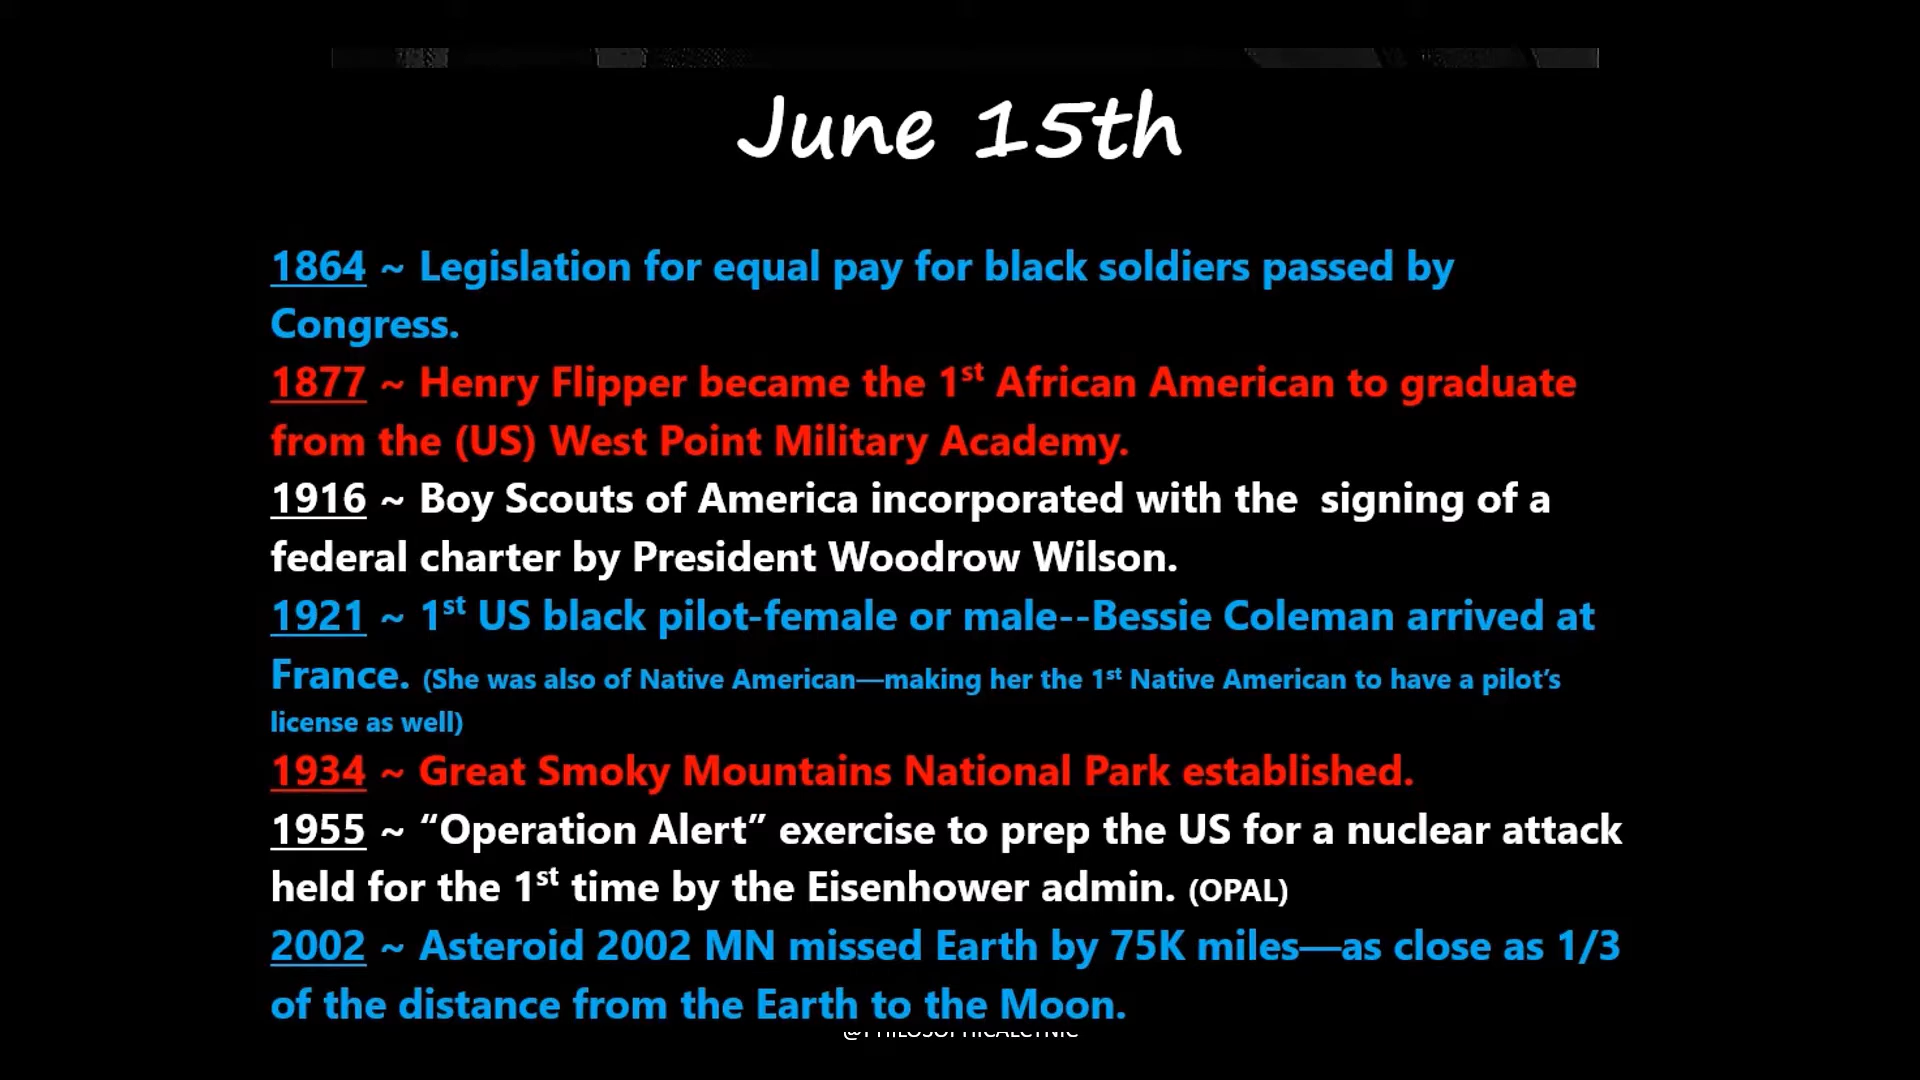 June 15th
1864 ~ Legislation for equal pay for black soldiers passed by
Congress.
1877 ~ Henry Flipper became the 1st African American to graduate
from the (US) West Point Military Academy.
1916 ~ Boy Scouts of America incorporated with the  signing of a
federal charter by President Woodrow Wilson.
1921 ~ 1st US black pilot-female or male--Bessie Coleman arrived at
France. (She was also of Native American—making her the 1st Native American to have a pilot’s
license as well)
1934 ~ Great Smoky Mountains National Park established.
1955 ~ “Operation Alert” exercise to prep the US for a nuclear attack
held for the 1st time by the Eisenhower admin. (OPAL)
2002 ~ Asteroid 2002 MN missed Earth by 75K miles—as close as 1/3
of the distance from the Earth to the Moon.
@PHILOSOPHICALCYNIC